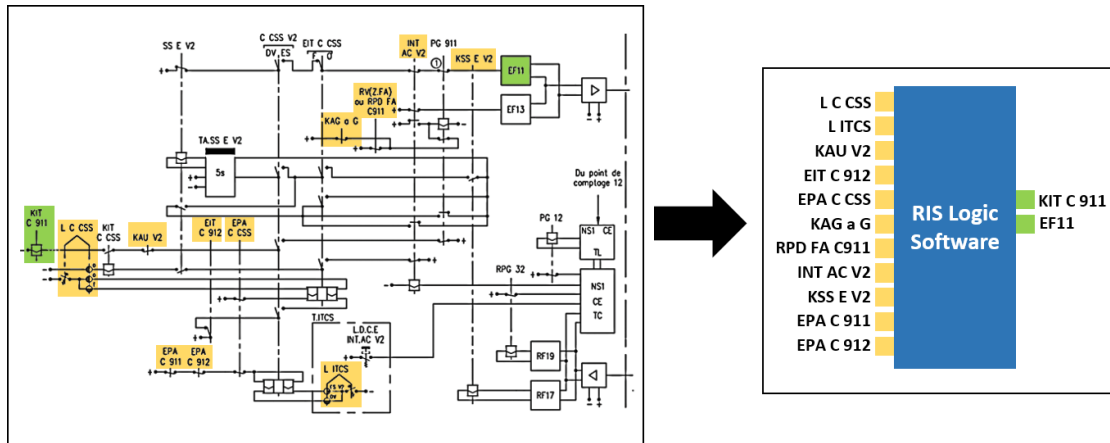 SS E V2
C CSS V2
DV ES
EIT C CSS
F O
INT
AC V2
PG 911
1
KSS E V2
EF11
EF13
RV(Z.FA)
ou RPD FA
C911
KAG a G
TA.SS E V2
5s
Du point de
comptage 12
KIT
C 911
L C CSS
KIT
C CSS
KAU V2
EIT
C 912
EPA
C CSS
PG 12
NS1 CE
TL
RPG 32
NS1
CE
TC
T.ITCS
L.D.C.E
INT.AC V2
EPA
C 911
EPA
C 912
L ITCS
RF19
RF17
L C CSS
L ITCS
KAU V2
EIT C 912
EPA C CSS
KAG a G
RPD FA C911
INT AC V2
KSS E V2
EPA C 911
EPA C 912
RIS Logic
Software
KIT C 911
EF11